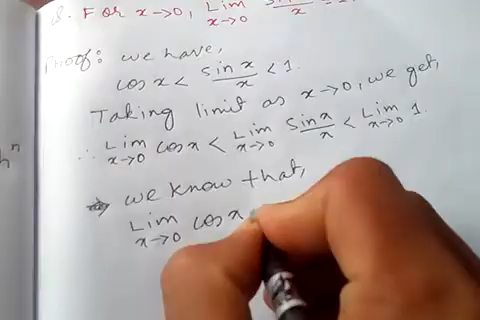 8. For x→0, Lim x→0 sin x/x
Proof: we have,
cos x < sin x/x < 1.
Taking limit as x→0, we get,
∴ Lim x→0 cos x < Lim x→0 sin x/x < Lim x→0 1.
⇒ we know that,
Lim x→0 cos x